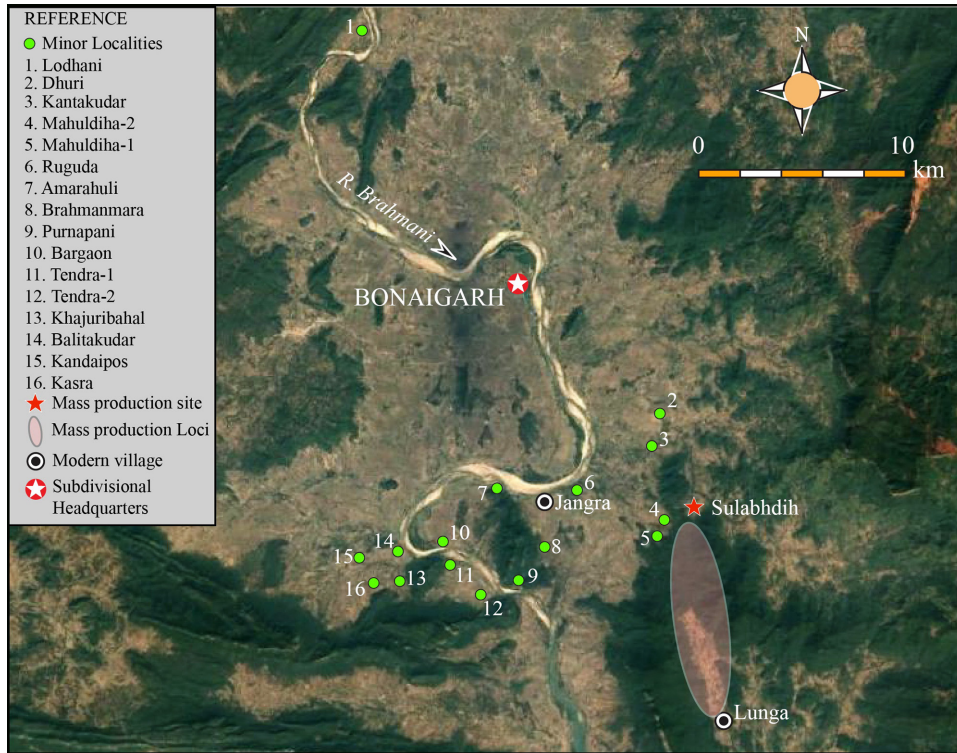 REFERENCE
Minor Localities
1. Lodhani
2. Dhuri
3. Kantakudar
4. Mahuldiha-2
5. Mahuldiha-1
6. Ruguda
7. Amarahuli
8. Brahmanmara
9. Purnapani
10. Bargaon
11. Tendra-1
12. Tendra-2
13. Khajuribahal
14. Balitakudar
15. Kandaipos
16. Kasra
Mass production site
Mass production Loci
Modern village
Subdivisional
Headquarters
1
N
0 10
km
R. Brahmani
BONAIGARH
2
3
7
6
Jangra
4
Sulabhdih
5
8
10
14
15
11
9
16
13
12
Lunga